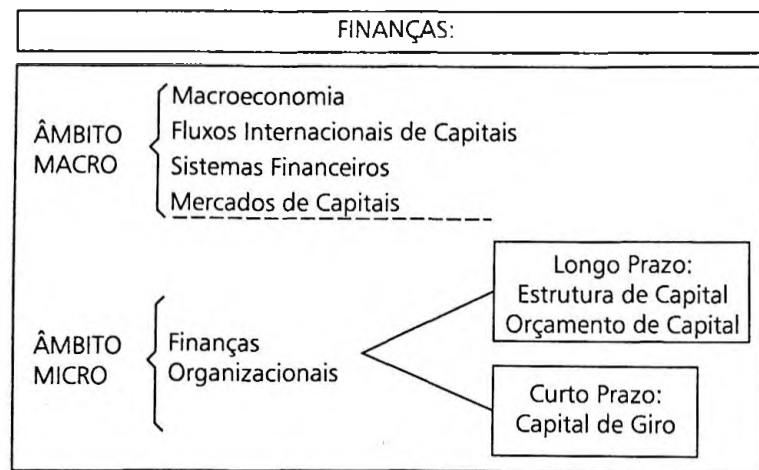 FINANÇAS:
ÂMBITO
MACRO
Macroeconomia
Fluxos Internacionais de Capitais
Sistemas Financeiros
Mercados de Capitais
ÂMBITO
MICRO
Finanças
Organizacionais
Longo Prazo:
Estrutura de Capital
Orçamento de Capital
Curto Prazo:
Capital de Giro